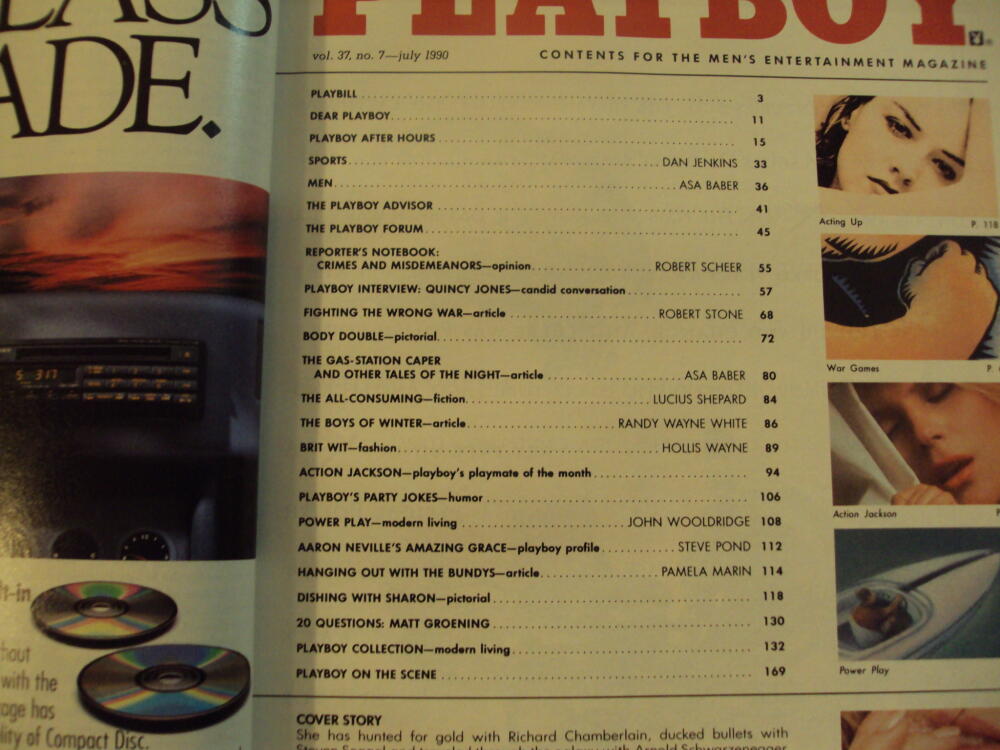 ADE.
5 317
t-in
hout
with the
age has
lity of Compact Disc.
PLAYBOY
vol. 37, no. 7—july 1990
CONTENTS FOR THE MEN'S ENTERTAINMENT MAGAZINE
PLAYBILL 3
DEAR PLAYBOY 11
PLAYBOY AFTER HOURS 15
SPORTS DAN JENKINS 33
MEN ASA BABER 36
THE PLAYBOY ADVISOR 41
THE PLAYBOY FORUM 45
REPORTER'S NOTEBOOK:
CRIMES AND MISDEMEANORS—opinion ROBERT SCHEER 55
PLAYBOY INTERVIEW: QUINCY JONES—candid conversation 57
FIGHTING THE WRONG WAR—article ROBERT STONE 68
BODY DOUBLE—pictorial 72
THE GAS-STATION CAPER
AND OTHER TALES OF THE NIGHT—article ASA BABER 80
THE ALL-CONSUMING—fiction LUCIUS SHEPARD 84
THE BOYS OF WINTER—article RANDY WAYNE WHITE 86
BRIT WIT—fashion HOLLIS WAYNE 89
ACTION JACKSON—playboy's playmate of the month 94
PLAYBOY'S PARTY JOKES—humor 106
POWER PLAY—modern living JOHN WOOLDRIDGE 108
AARON NEVILLE'S AMAZING GRACE—playboy profile STEVE POND 112
HANGING OUT WITH THE BUNDYS—article PAMELA MARIN 114
DISHING WITH SHARON—pictorial 118
20 QUESTIONS: MATT GROENING 130
PLAYBOY COLLECTION—modern living 132
PLAYBOY ON THE SCENE 169
COVER STORY
She has hunted for gold with Richard Chamberlain, ducked bullets with
Acting Up P. 118
War Games P.
Action Jackson P
Power Play